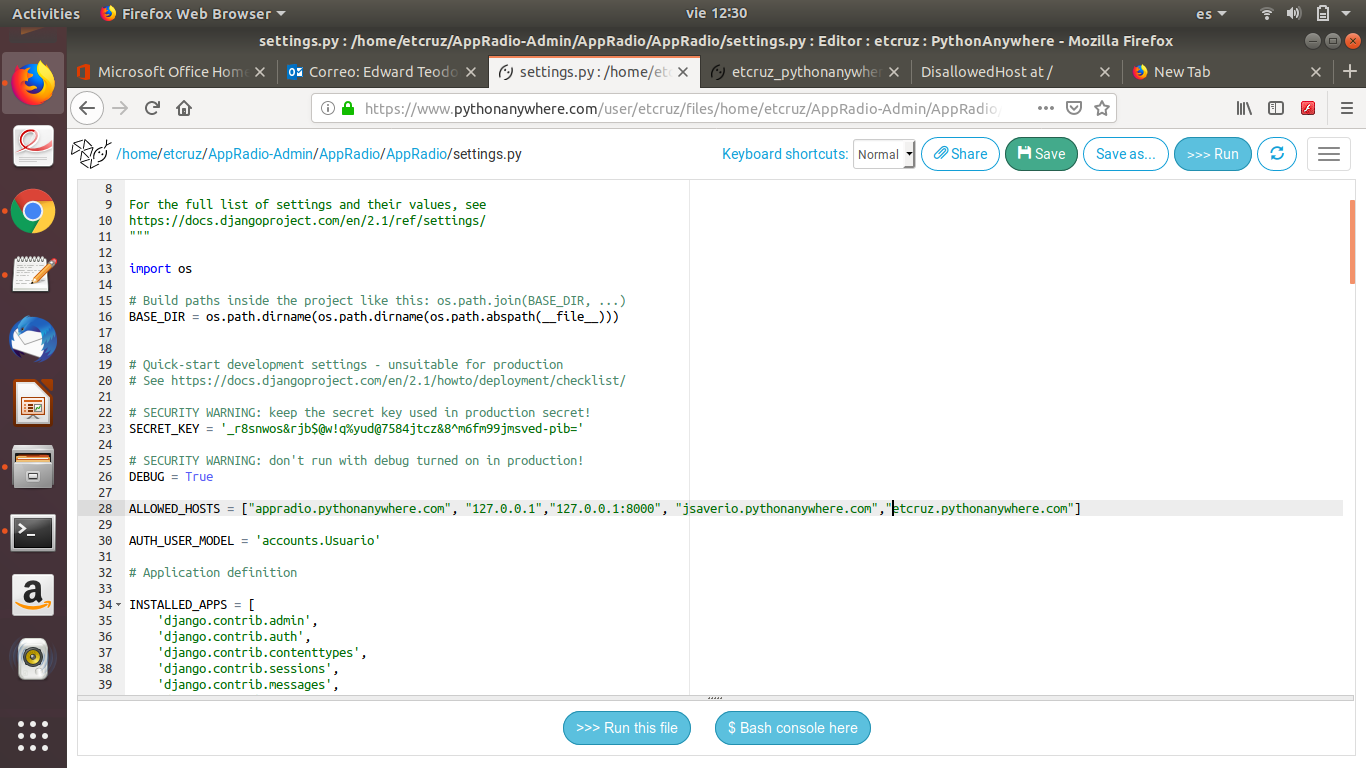 Activities Firefox Web Browser vie 12:30 es
settings.py : /home/etcruz/AppRadio-Admin/AppRadio/AppRadio/settings.py : Editor : etcruz : PythonAnywhere - Mozilla Firefox
Microsoft Office Hom Correo: Edward Teodo settings.py : /home/etc etcruz_pythonanywher DisallowedHost at / New Tab
https://www.pythonanywhere.com/user/etcruz/files/home/etcruz/AppRadio-Admin/AppRadio/
/home/etcruz/AppRadio-Admin/AppRadio/AppRadio/settings.py Keyboard shortcuts: Normal Share Save Save as... >>> Run
8
9 For the full list of settings and their values, see
10 https://docs.djangoproject.com/en/2.1/ref/settings/
11 """
12
13 import os
14
15 # Build paths inside the project like this: os.path.join(BASE_DIR, ...)
16 BASE_DIR = os.path.dirname(os.path.dirname(os.path.abspath(__file__)))
17
18
19 # Quick-start development settings - unsuitable for production
20 # See https://docs.djangoproject.com/en/2.1/howto/deployment/checklist/
21
22 # SECURITY WARNING: keep the secret key used in production secret!
23 SECRET_KEY = '_r8snwos&rjb$@w!q%yud@7584jtcz&8^m6fm99jmsved-pib='
24
25 # SECURITY WARNING: don't run with debug turned on in production!
26 DEBUG = True
27
28 ALLOWED_HOSTS = ["appradio.pythonanywhere.com", "127.0.0.1","127.0.0.1:8000", "jsaverio.pythonanywhere.com","etcruz.pythonanywhere.com"]
29
30 AUTH_USER_MODEL = 'accounts.Usuario'
31
32 # Application definition
33
34 INSTALLED_APPS = [
35 'django.contrib.admin',
36 'django.contrib.auth',
37 'django.contrib.contenttypes',
38 'django.contrib.sessions',
39 'django.contrib.messages',
>>> Run this file $ Bash console here